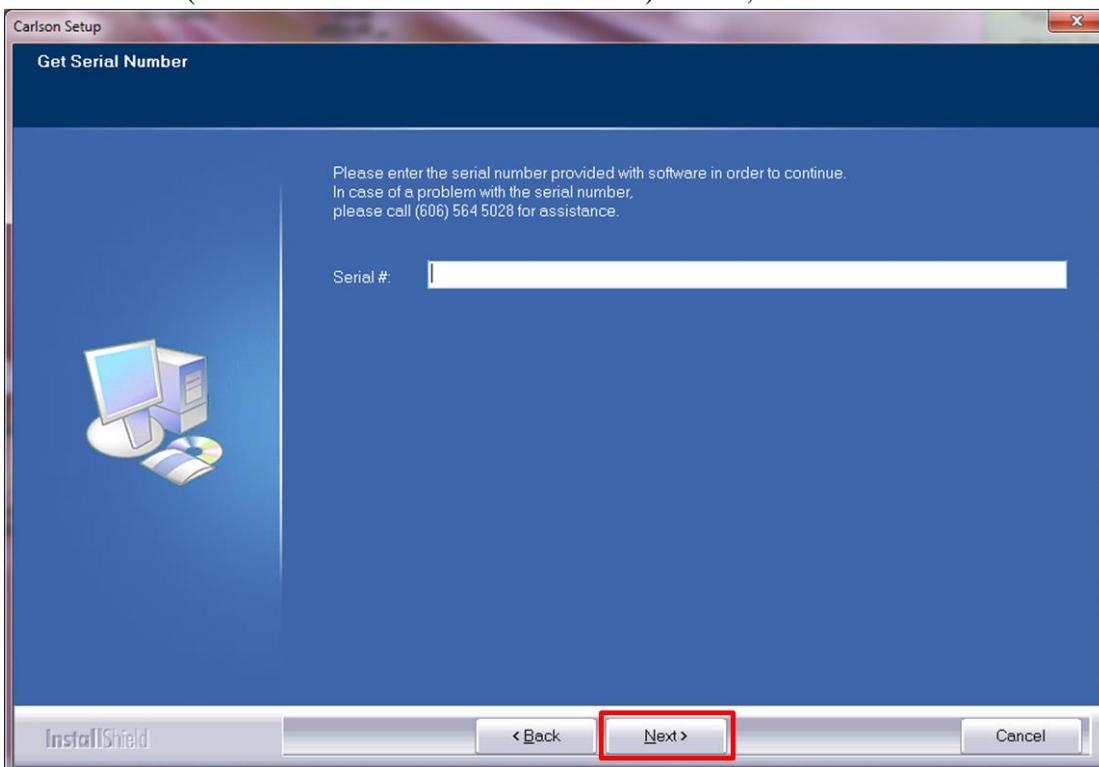 Carlson Setup
Get Serial Number
Please enter the serial number provided with software in order to continue.
In case of a problem with the serial number,
please call (606) 564 5028 for assistance.
Serial #:
InstallShield
< Back
Next >
Cancel